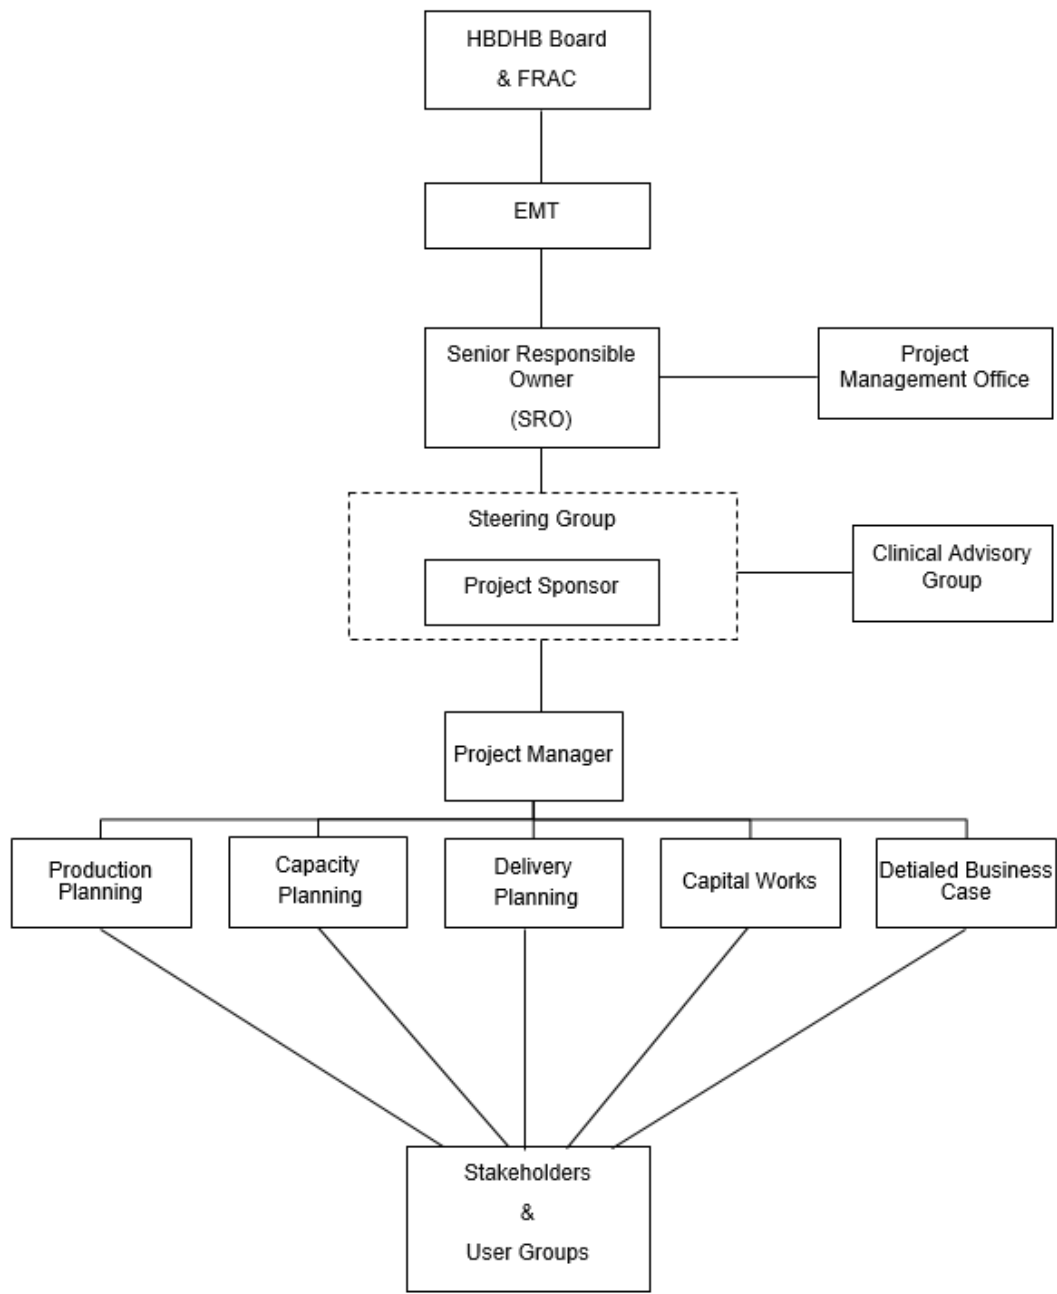 HBDHB Board
& FRAC
EMT
Senior Responsible
Owner
(SRO)
Project
Management Office
Steering Group
Project Sponsor
Clinical Advisory
Group
Project Manager
Production
Planning
Capacity
Planning
Delivery
Planning
Capital Works
Detialed Business
Case
Stakeholders
&
User Groups